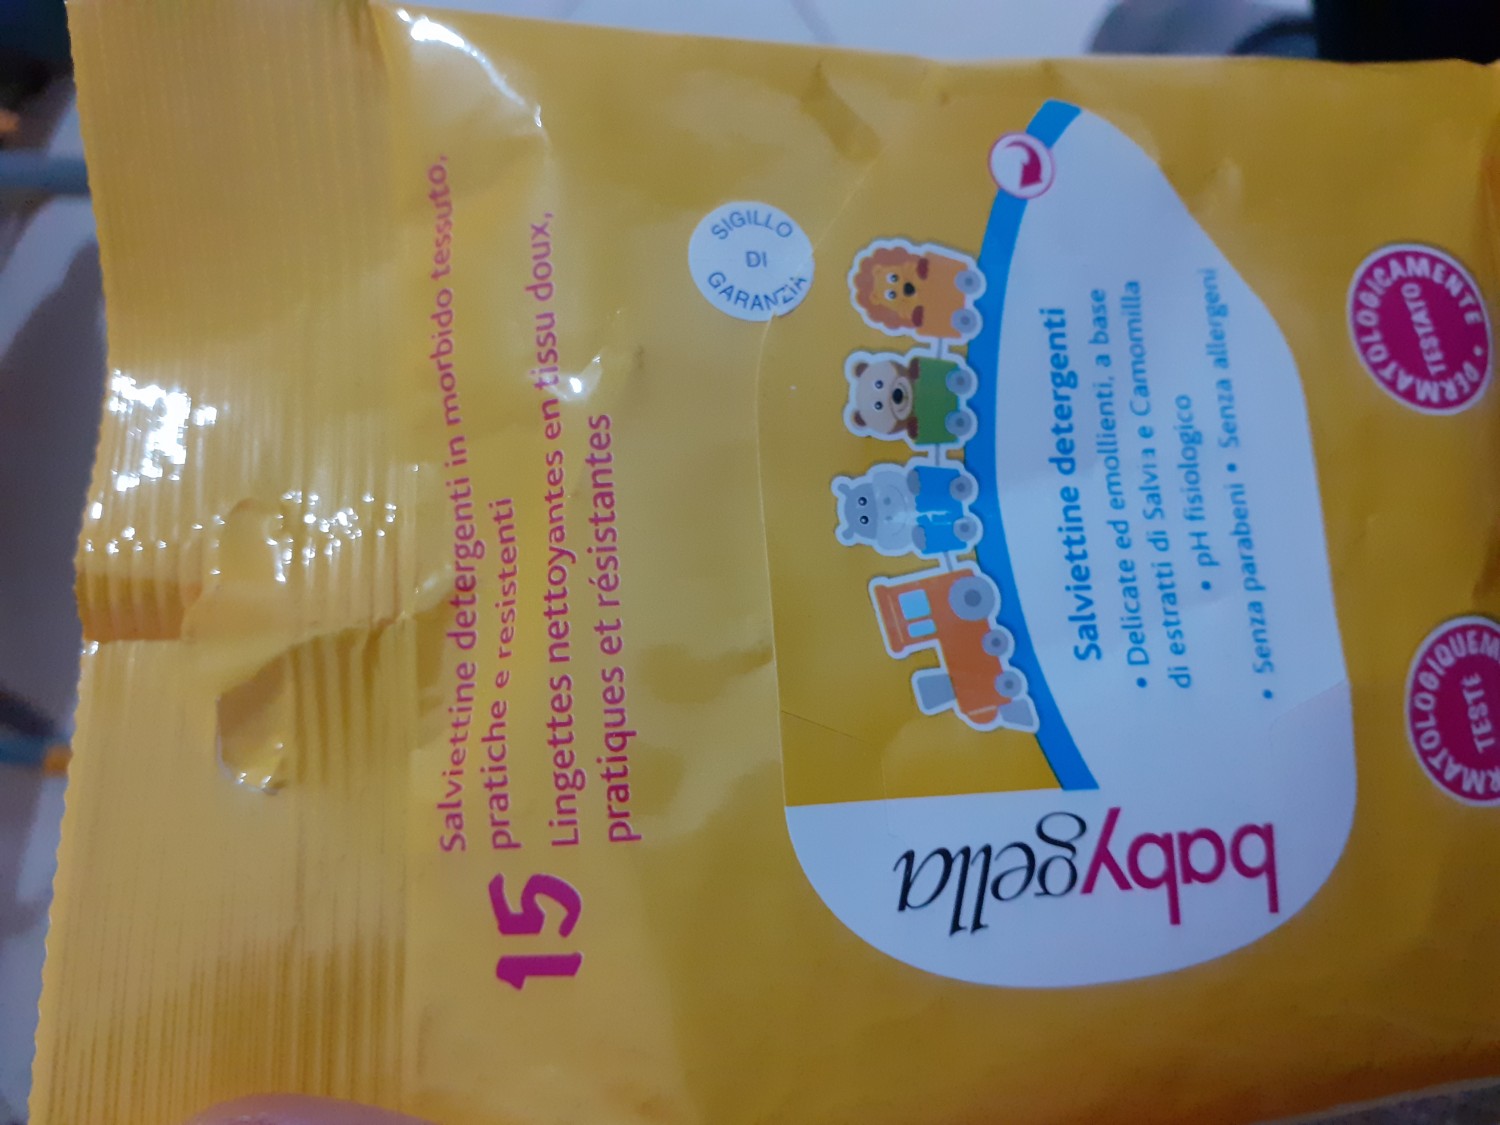 15
Salviettine detergenti in morbido tessuto,
pratiche e resistenti
Lingettes nettoyantes en tissu doux,
pratiques et résistantes
SIGILLO
DI
GARANZIA
babygella
Salviettine detergenti
• Delicate ed emollienti, a base
di estratti di Salvia e Camomilla
• pH fisiologico
• Senza parabeni • Senza allergeni
DERMATOLOGICAMENTE •
TESTATO
TESTÉ